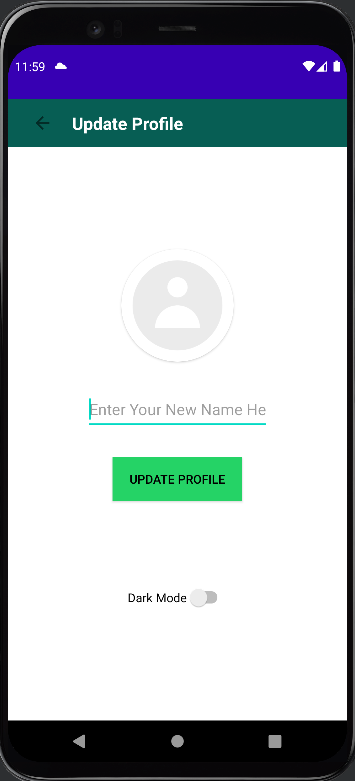 11:59
Update Profile
Enter Your New Name He
UPDATE PROFILE
Dark Mode